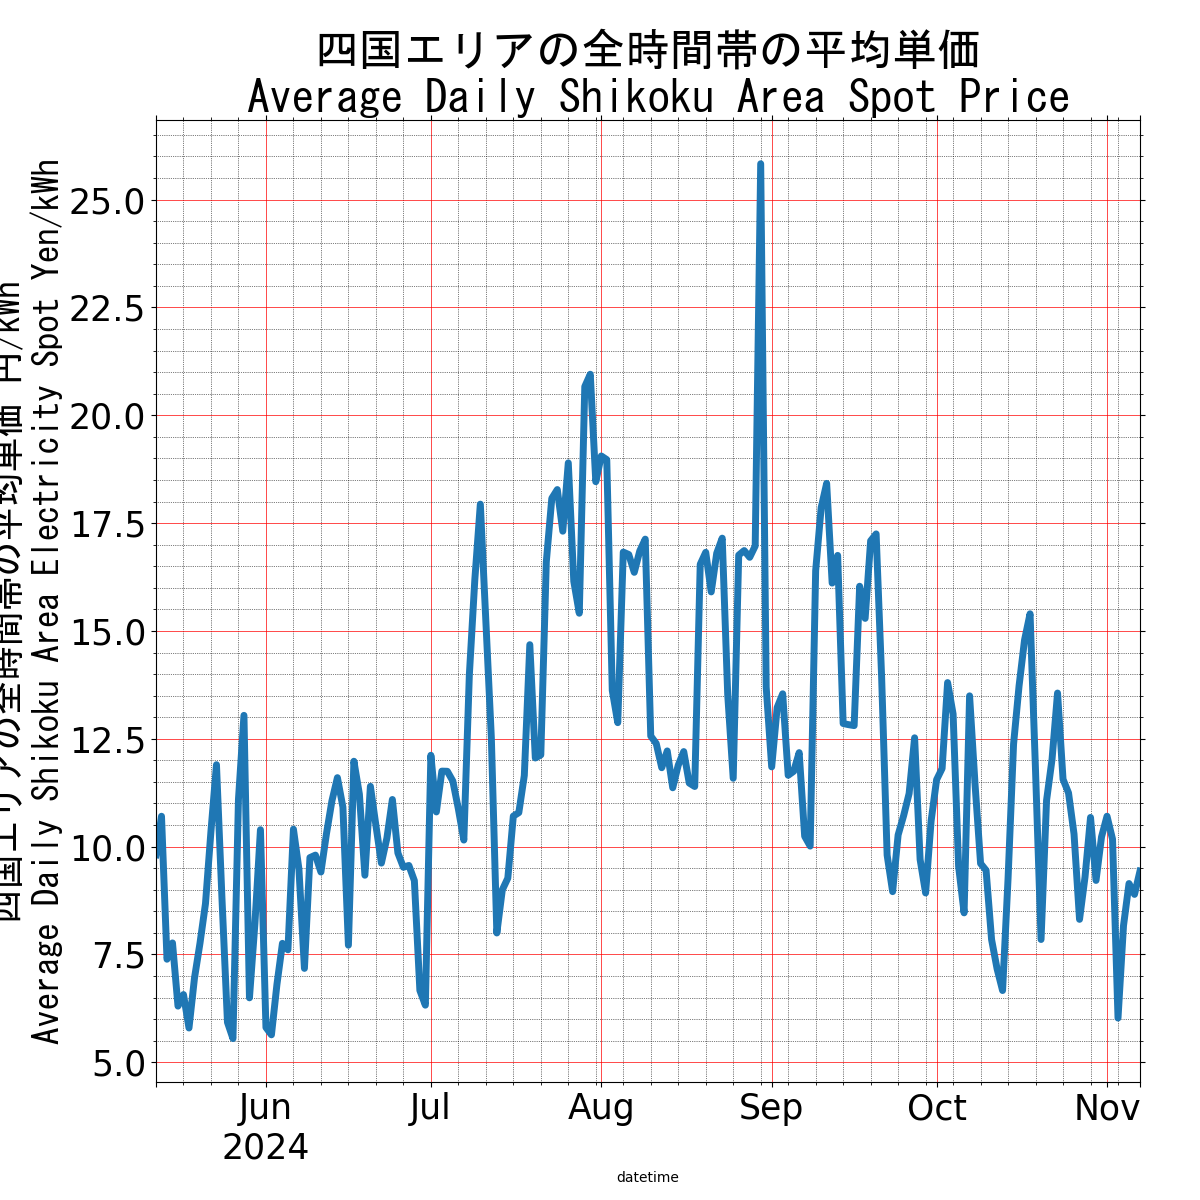 四国エリアの全時間帯の平均単価
Average Daily Shikoku Area Spot Price
四国エリアの全時間帯の平均単価 円/kWh
Average Daily Shikoku Area Electricity Spot Yen/kWh
25.0
22.5
20.0
17.5
15.0
12.5
10.0
7.5
5.0
Jun
2024
Jul
Aug
Sep
Oct
Nov
datetime